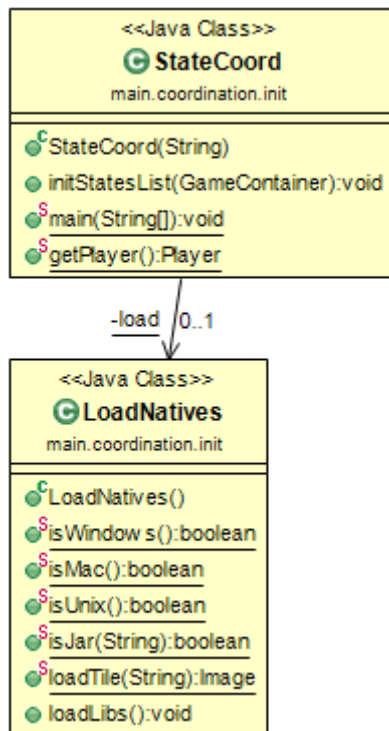 <<Java Class>>
StateCoord
main.coordination.init
StateCoord(String)
initStatesList(GameContainer):void
main(String[]):void
getPlayer():Player
-load 0..1
<<Java Class>>
LoadNatives
main.coordination.init
LoadNatives()
isWindows():boolean
isMac():boolean
isUnix():boolean
isJar(String):boolean
loadTile(String):Image
loadLibs():void